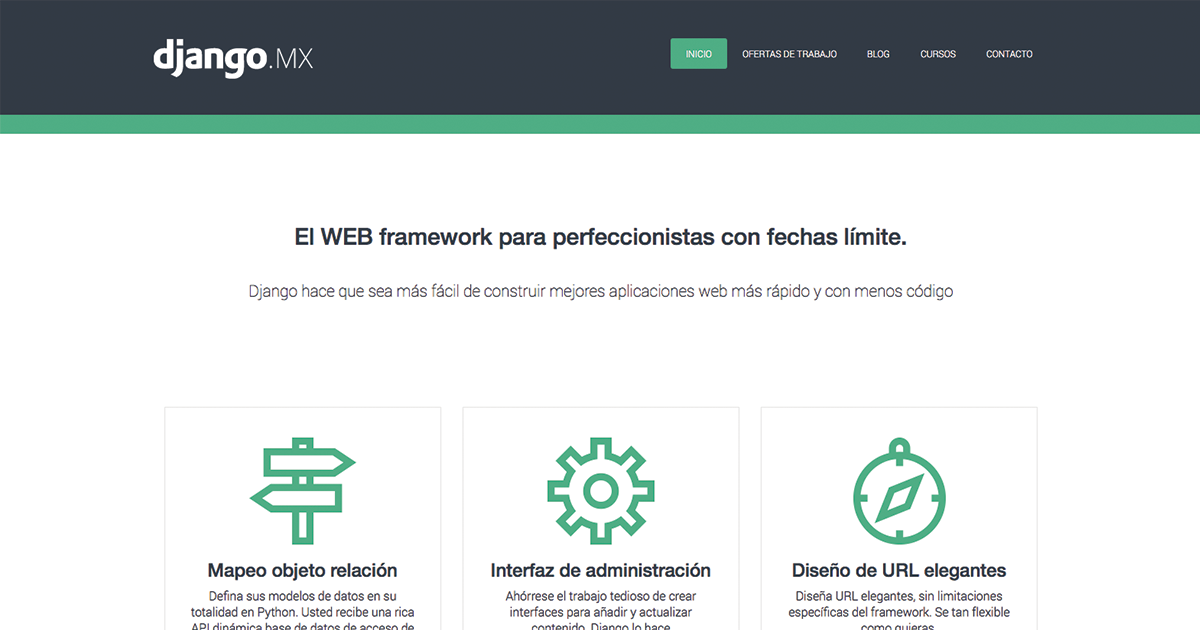 django.MX
INICIO
OFERTAS DE TRABAJO
BLOG
CURSOS
CONTACTO
El WEB framework para perfeccionistas con fechas límite.
Django hace que sea más fácil de construir mejores aplicaciones web más rápido y con menos código
Mapeo objeto relación
Defina sus modelos de datos en su
totalidad en Python. Usted recibe una rica
API dinámica base de datos de acceso de
Interfaz de administración
Ahórrese el trabajo tedioso de crear
interfaces para añadir y actualizar
contenido. Django lo hace
Diseño de URL elegantes
Diseña URL elegantes, sin limitaciones
específicas del framework. Se tan flexible
como quieras.